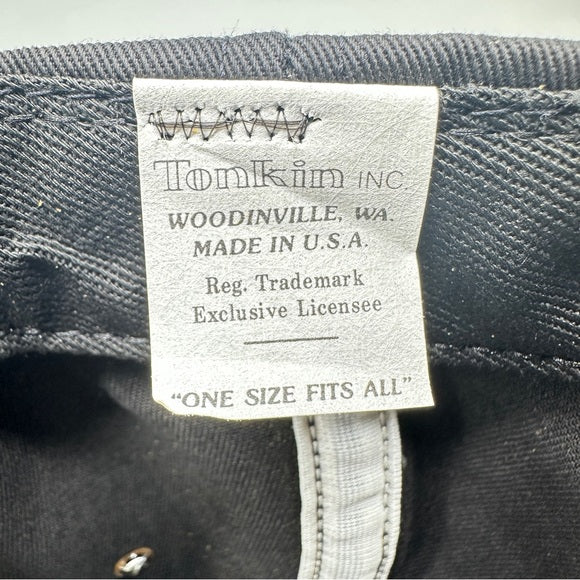 Tonkin INC.
WOODINVILLE, WA.
MADE IN U.S.A.
Reg. Trademark
Exclusive Licensee
"ONE SIZE FITS ALL"